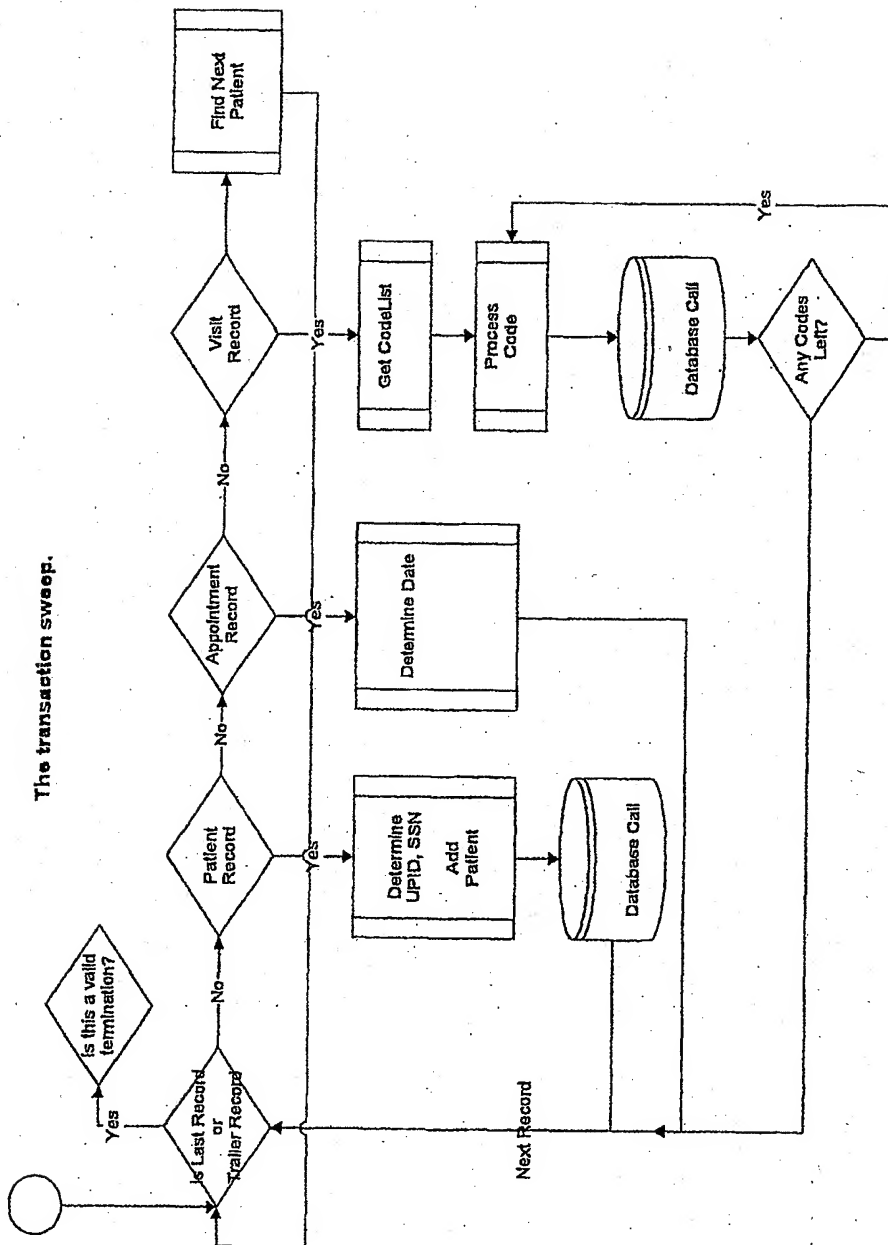 The transaction sweep.
Is this a valid
termination?
Yes
Is Last Record
or
Trailer Record
No
Patient
Record
No
Appointment
Record
No
Visit
Record
Find Next
Patient
Yes
Determine
UPID, SSN
Add
Patient
Database Call
Yes
Determine Date
Yes
Get CodeList
Process
Code
Database Call
Any Codes
Left?
Yes
Next Record